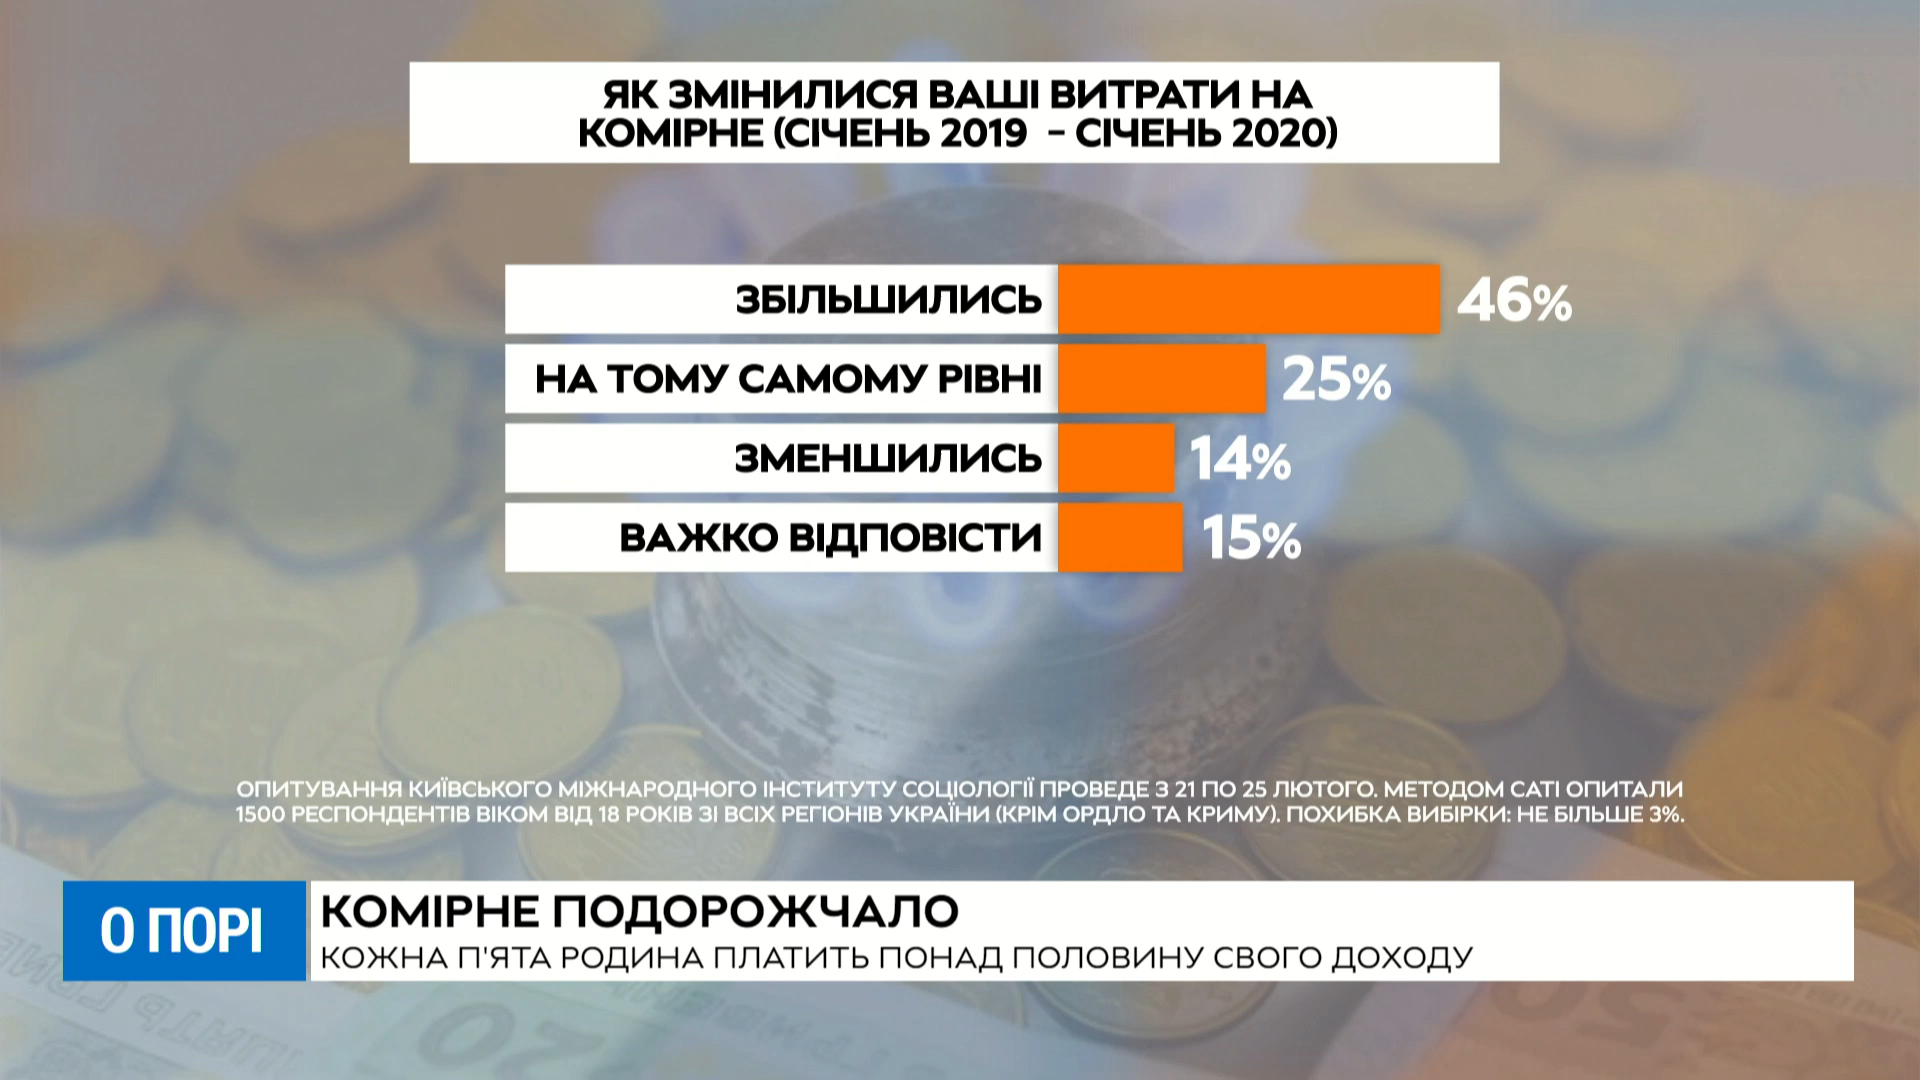 ЯК ЗМІНИЛИСЯ ВАШІ ВИТРАТИ НА
КОМІРНЕ (СІЧЕНЬ 2019 - СІЧЕНЬ 2020)
ЗБІЛЬШИЛИСЬ 46%
НА ТОМУ САМОМУ РІВНІ 25%
ЗМЕНШИЛИСЬ 14%
ВАЖКО ВІДПОВІСТИ 15%
ОПИТУВАННЯ КИЇВСЬКОГО МІЖНАРОДНОГО ІНСТИТУТУ СОЦІОЛОГІЇ ПРОВЕДЕ З 21 ПО 25 ЛЮТОГО. МЕТОДОМ САТІ ОПИТАЛИ
1500 РЕСПОНДЕНТІВ ВІКОМ ВІД 18 РОКІВ ЗІ ВСІХ РЕГІОНІВ УКРАЇНИ (КРІМ ОРДЛО ТА КРИМУ). ПОХИБКА ВИБІРКИ: НЕ БІЛЬШЕ 3%.
О ПОРІ
КОМІРНЕ ПОДОРОЖЧАЛО
КОЖНА П'ЯТА РОДИНА ПЛАТИТЬ ПОНАД ПОЛОВИНУ СВОГО ДОХОДУ
20
50